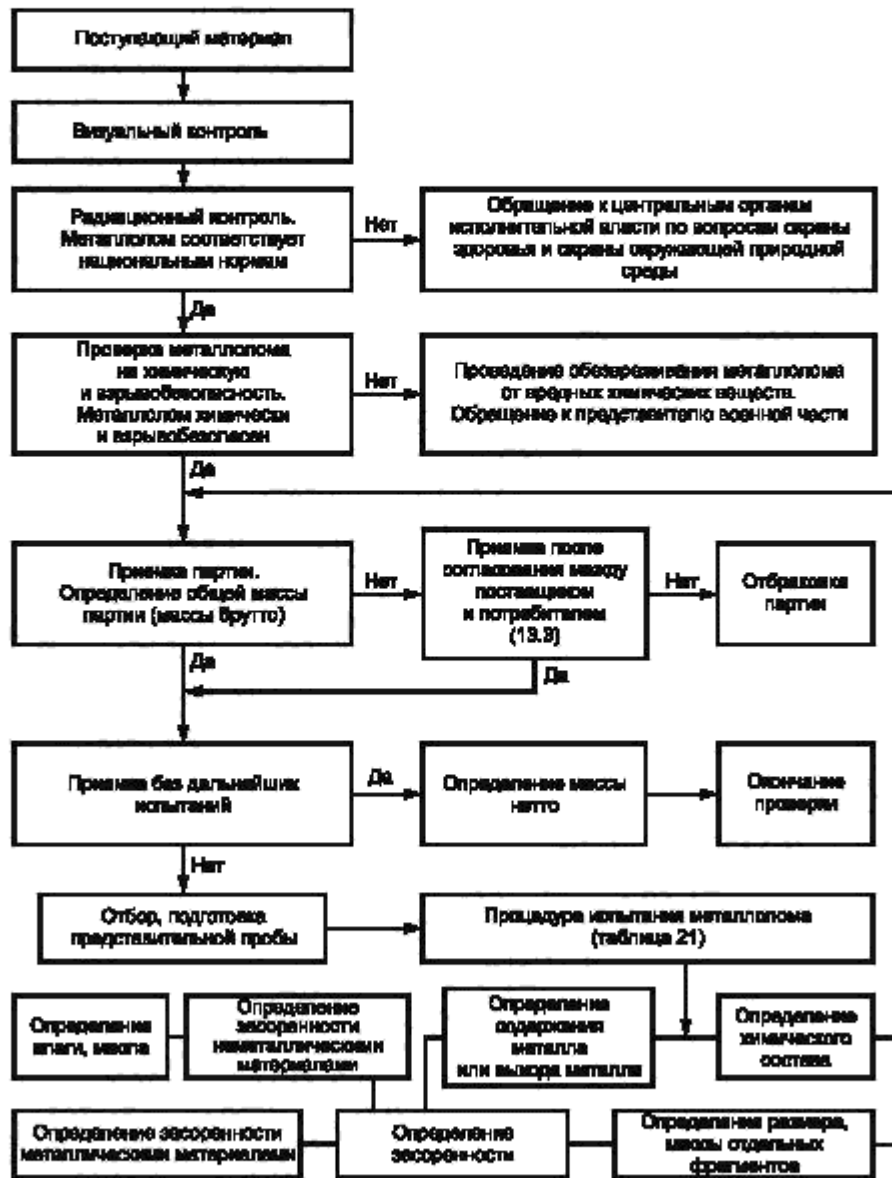 Поступающий материал
Визуальный контроль
Радиационный контроль.
Металлолом соответствует
национальным нормам
Нет
Обращение к центральным органам
исполнительной власти по вопросам охраны
здоровья и охраны окружающей природной
среды
Да
Проверка металлолома
на химическую
и взрывобезопасность.
Металлолом химически
и взрывобезопасен
Нет
Проведение обезвреживания металлолома
от вредных химических веществ.
Обращение к представителю военной части
Да
Приемка партии.
Определение общей массы
партии (массы брутто)
Нет
Приемка после
согласования между
поставщиком
и потребителем
(13.3)
Нет
Отбраковка
партии
Да
Да
Приемка без дальнейших
испытаний
Да
Определение массы
нетто
Окончание
проверки
Нет
Отбор, подготовка
представительной пробы
Процедура испытания металлолома
(таблица 21)
Определение
влаги, масла
Определение
засоренности
неметаллическими
материалами
Определение
содержания
металла
или выхода металла
Определение
химического
состава
Определение засоренности
металлическими материалами
Определение
засоренности
Определение размера,
массы отдельных
фрагментов